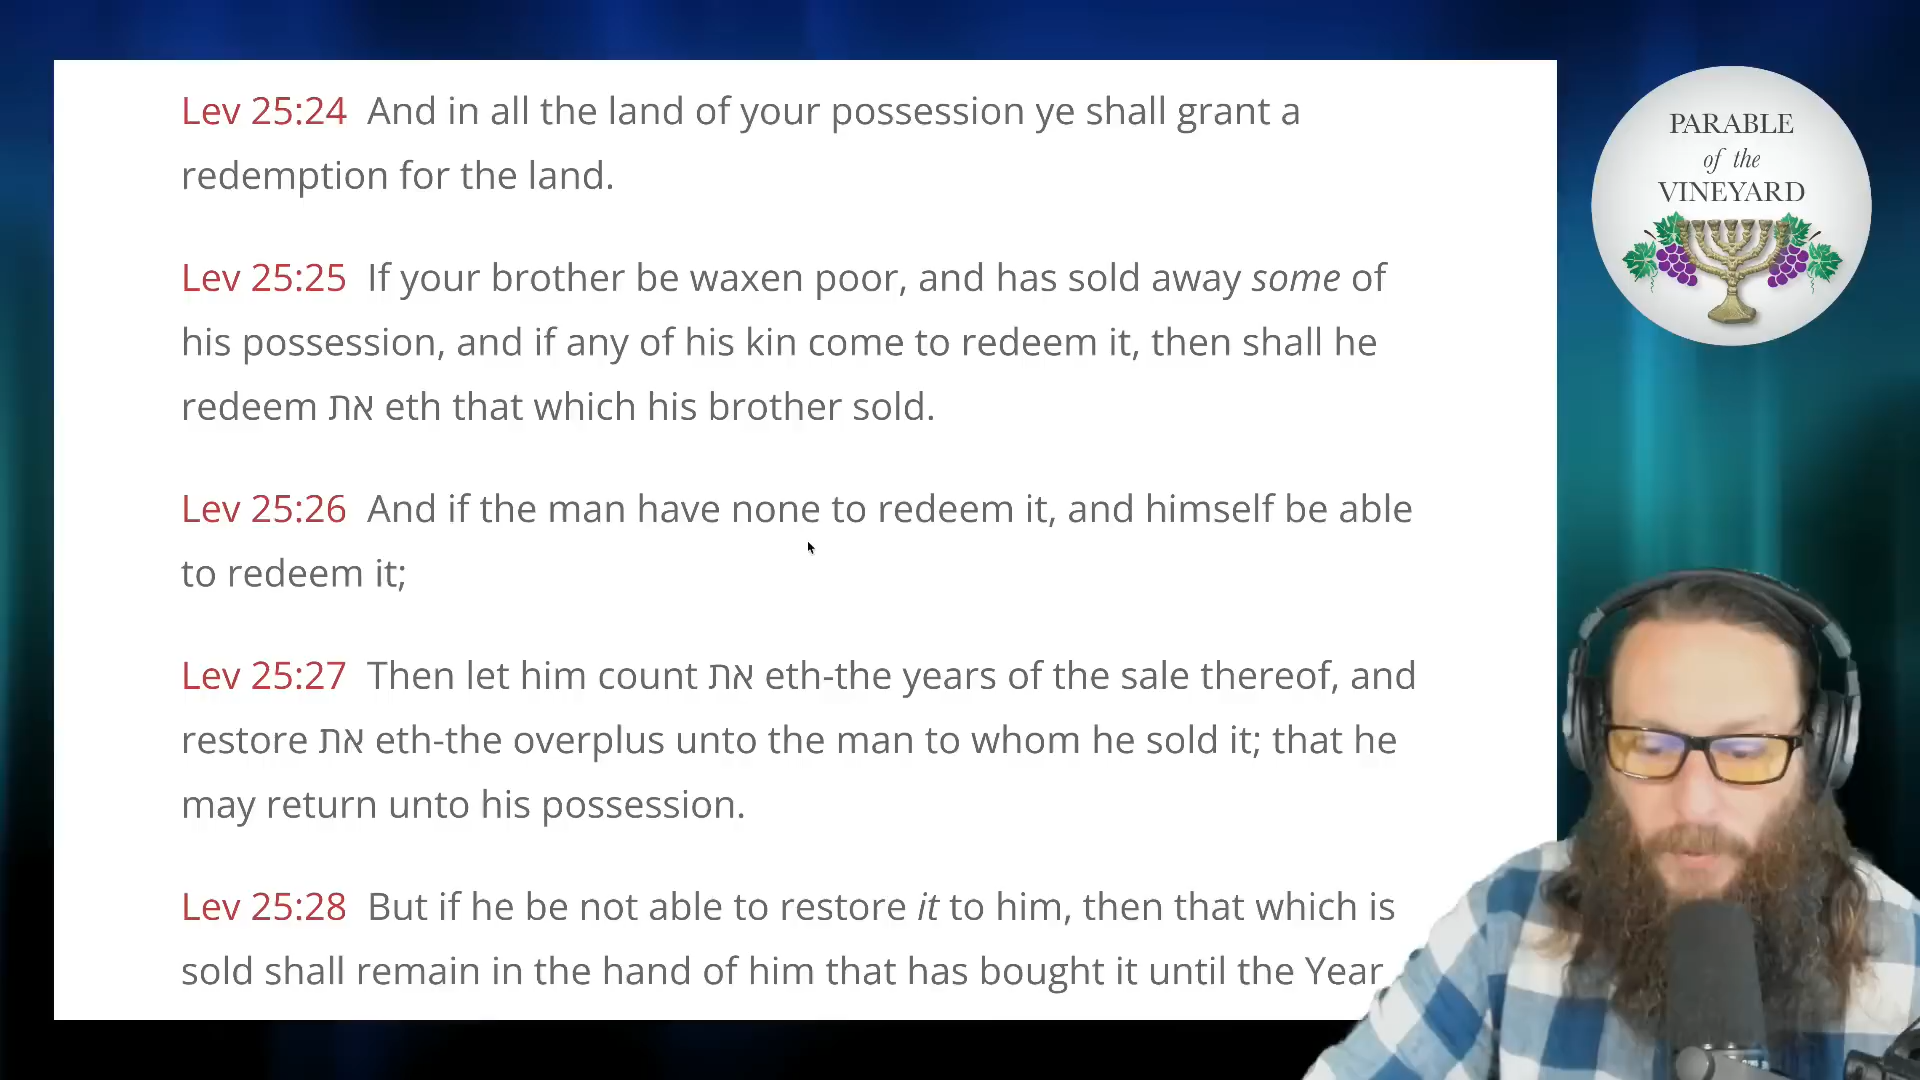 Lev 25:24 And in all the land of your possession ye shall grant a
redemption for the land.
Lev 25:25 If your brother be waxen poor, and has sold away some of
his possession, and if any of his kin come to redeem it, then shall he
redeem את eth that which his brother sold.
Lev 25:26 And if the man have none to redeem it, and himself be able
to redeem it;
Lev 25:27 Then let him count את eth-the years of the sale thereof, and
restore את eth-the overplus unto the man to whom he sold it; that he
may return unto his possession.
Lev 25:28 But if he be not able to restore it to him, then that which is
sold shall remain in the hand of him that has bought it until the Year
PARABLE
of the
VINEYARD